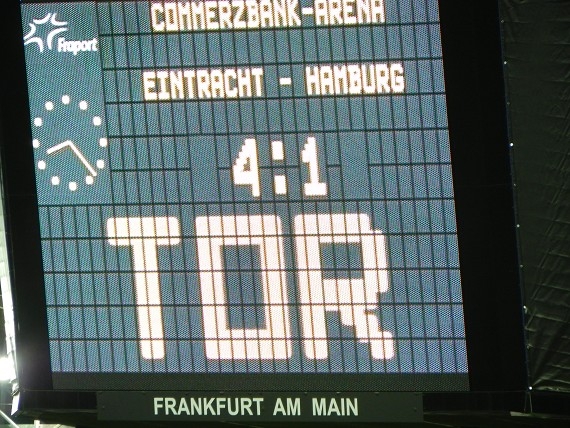 COMMERZBANK-ARENA
Fraport
EINTRACHT - HAMBURG
4:1
TOR
FRANKFURT AM MAIN